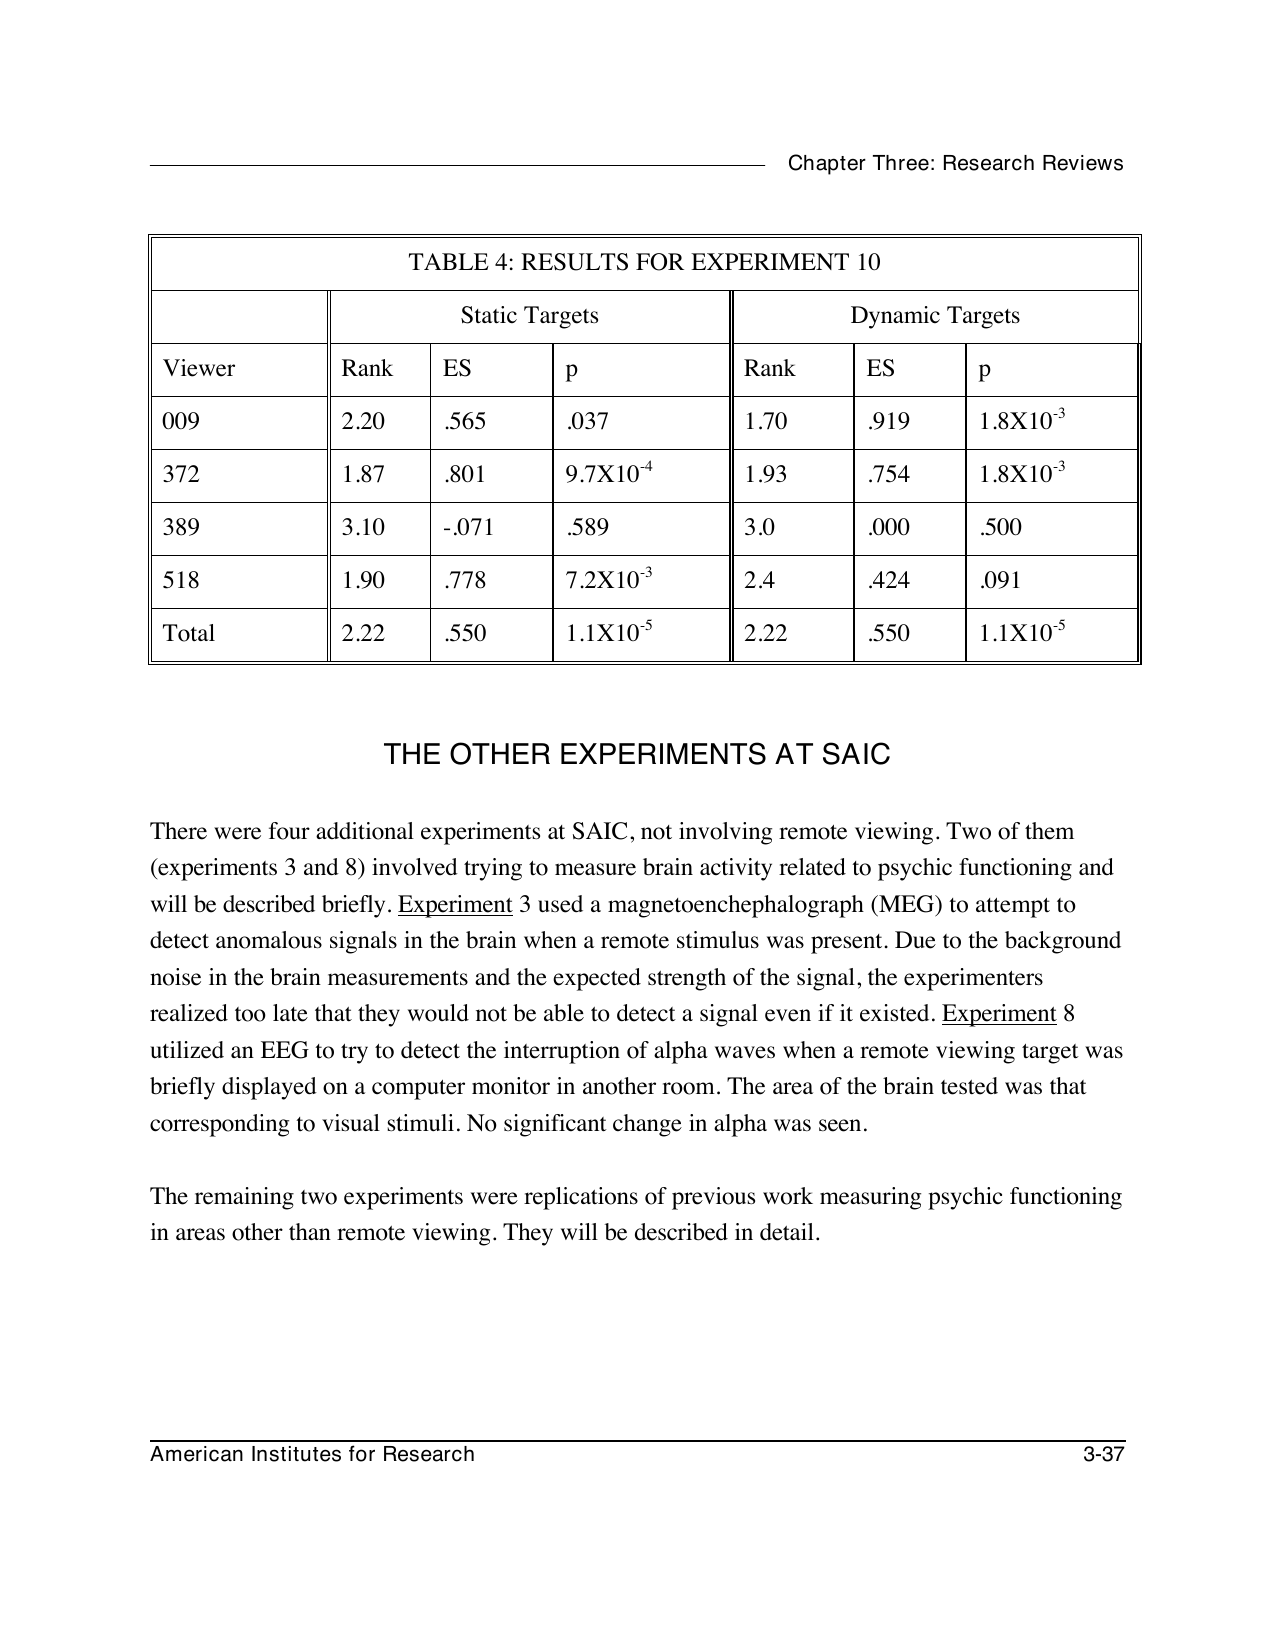 Chapter Three: Research Reviews
TABLE 4: RESULTS FOR EXPERIMENT 10
Static Targets Dynamic Targets
Viewer Rank ES p Rank ES p
009 2.20 .565 .037 1.70 .919 1.8X10-3
372 1.87 .801 9.7X10-4 1.93 .754 1.8X10-3
389 3.10 -.071 .589 3.0 .000 .500
518 1.90 .778 7.2X10-3 2.4 .424 .091
Total 2.22 .550 1.1X10-5 2.22 .550 1.1X10-5
THE OTHER EXPERIMENTS AT SAIC
There were four additional experiments at SAIC, not involving remote viewing. Two of them
(experiments 3 and 8) involved trying to measure brain activity related to psychic functioning and
will be described briefly. Experiment 3 used a magnetoenchephalograph (MEG) to attempt to
detect anomalous signals in the brain when a remote stimulus was present. Due to the background
noise in the brain measurements and the expected strength of the signal, the experimenters
realized too late that they would not be able to detect a signal even if it existed. Experiment 8
utilized an EEG to try to detect the interruption of alpha waves when a remote viewing target was
briefly displayed on a computer monitor in another room. The area of the brain tested was that
corresponding to visual stimuli. No significant change in alpha was seen.
The remaining two experiments were replications of previous work measuring psychic functioning
in areas other than remote viewing. They will be described in detail.
American Institutes for Research 3-37